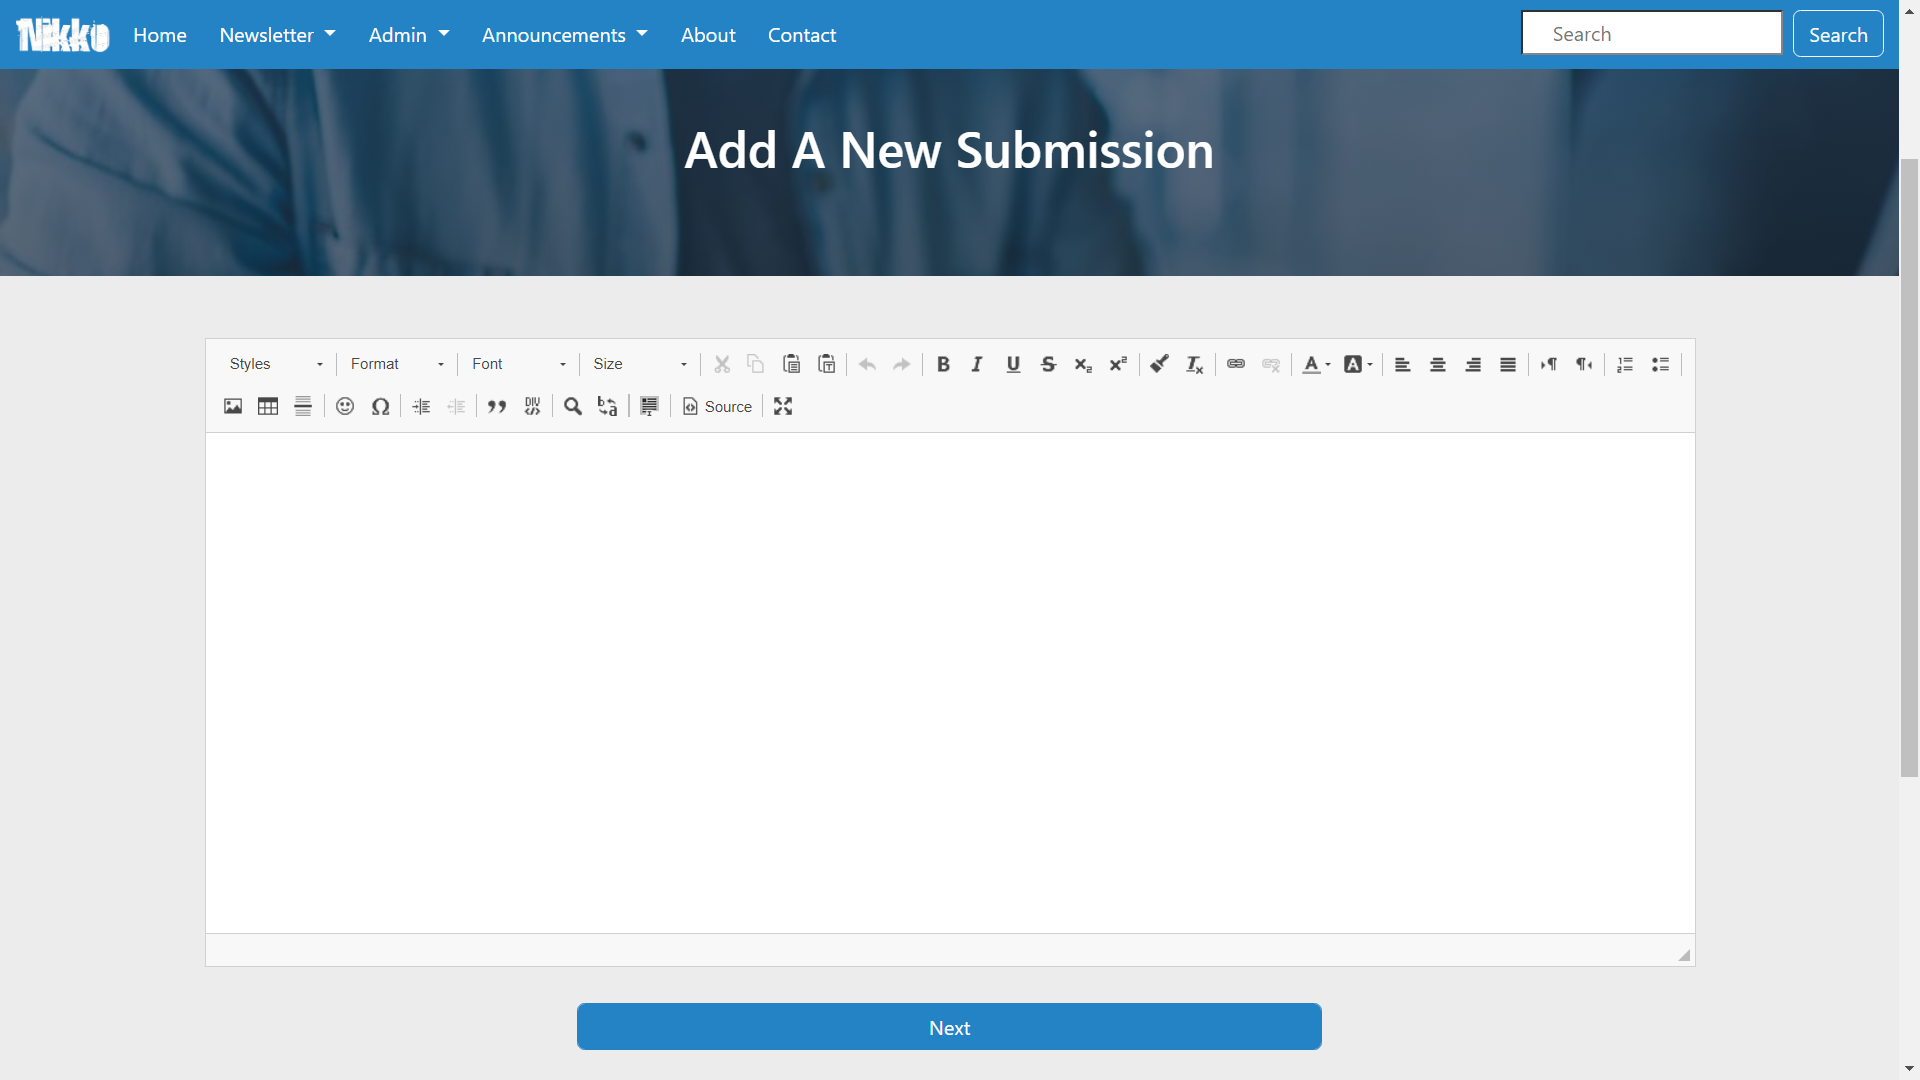 Nikko Home Newsletter Admin Announcements About Contact Search Search
Add A New Submission
Styles Format Font Size
Source
Next